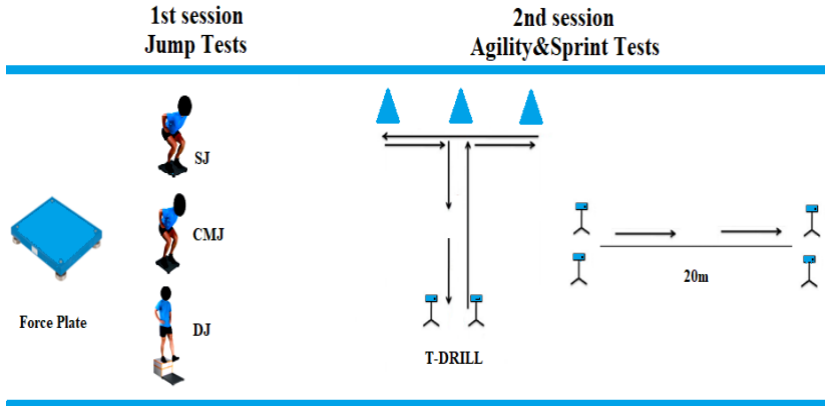 1st session
Jump Tests
2nd session
Agility&Sprint Tests
SJ
CMJ
DJ
Force Plate
T-DRILL
20m